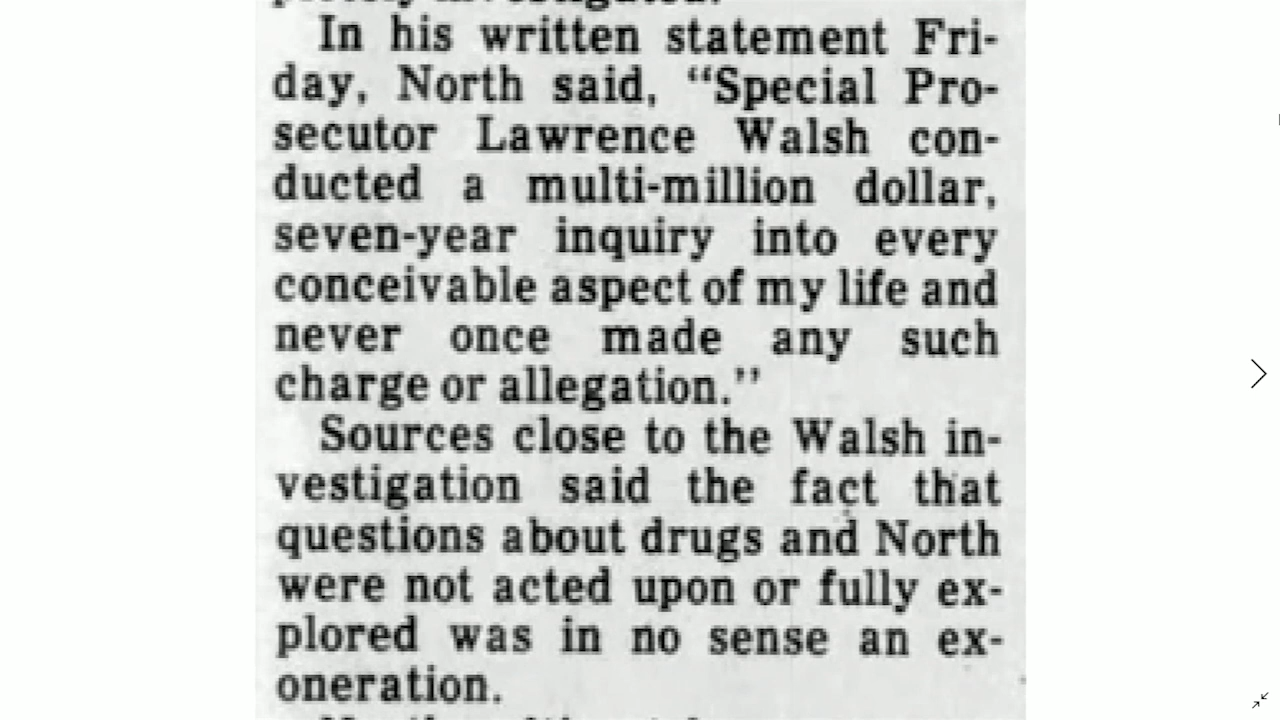 In his written statement Fri-
day, North said, “Special Pro-
secutor Lawrence Walsh con-
ducted a multi-million dollar,
seven-year inquiry into every
conceivable aspect of my life and
never once made any such
charge or allegation.”
Sources close to the Walsh in-
vestigation said the fact that
questions about drugs and North
were not acted upon or fully ex-
plored was in no sense an ex-
oneration.